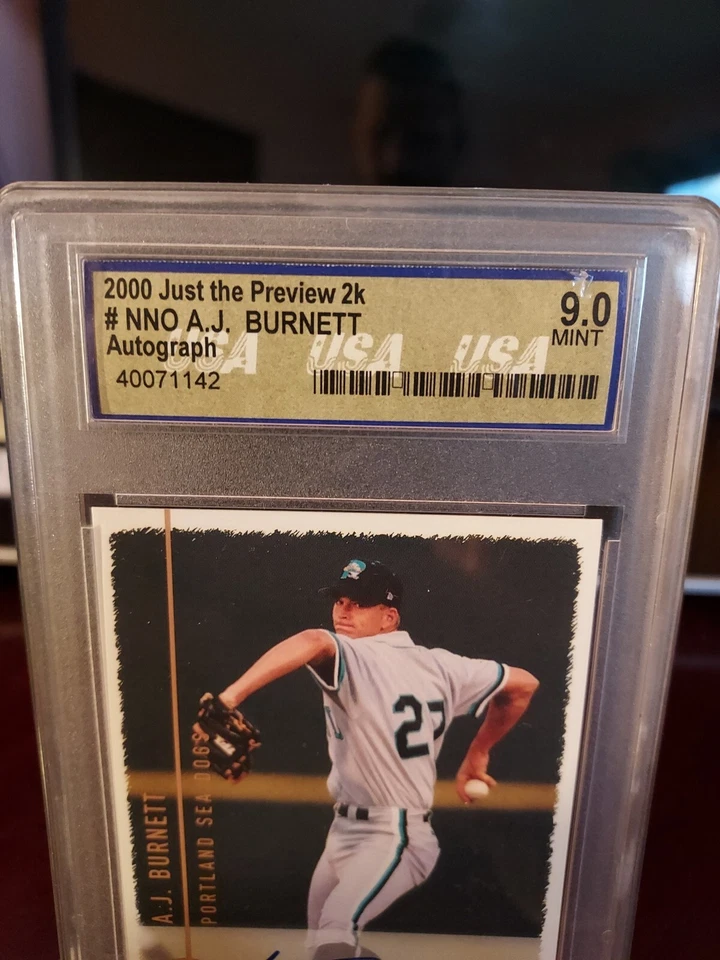 2000 Just the Preview 2k
# NNO A.J. BURNETT
Autograph
40071142
9.0
MINT
USA USA USA
27
A.J. BURNETT
PORTLAND SEA DOGS